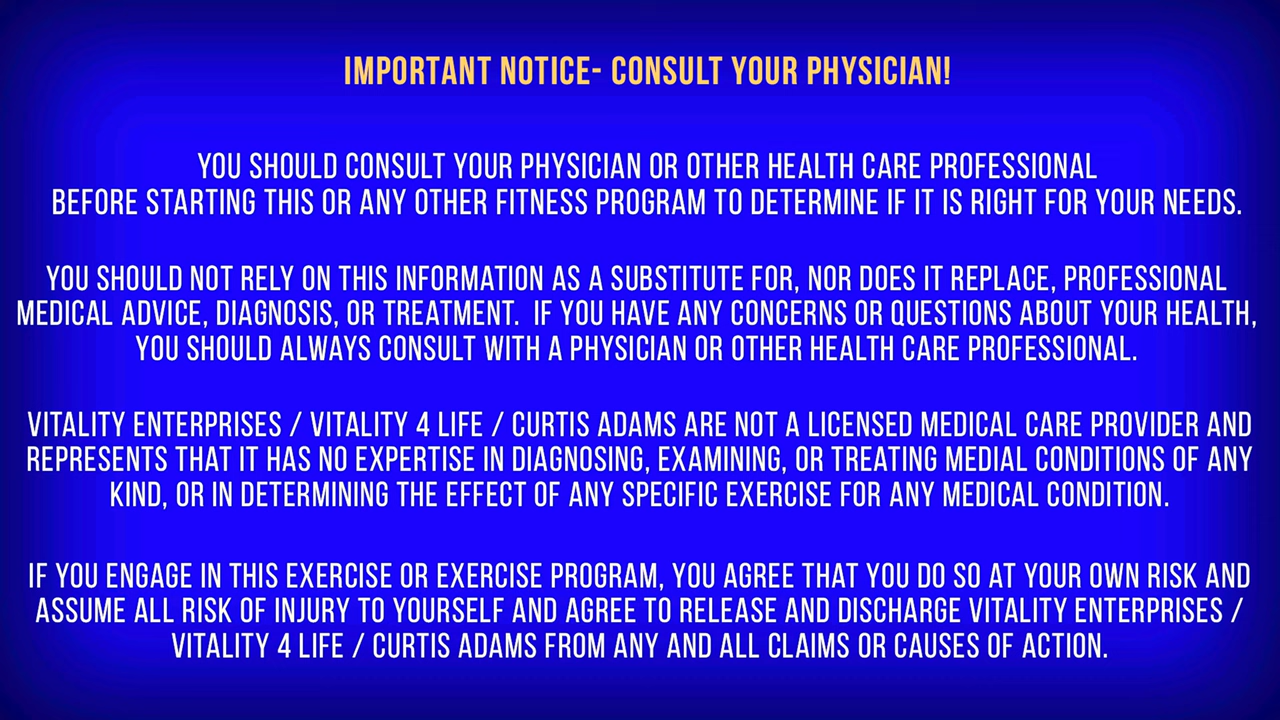 IMPORTANT NOTICE- CONSULT YOUR PHYSICIAN!
YOU SHOULD CONSULT YOUR PHYSICIAN OR OTHER HEALTH CARE PROFESSIONAL
BEFORE STARTING THIS OR ANY OTHER FITNESS PROGRAM TO DETERMINE IF IT IS RIGHT FOR YOUR NEEDS.
YOU SHOULD NOT RELY ON THIS INFORMATION AS A SUBSTITUTE FOR, NOR DOES IT REPLACE, PROFESSIONAL
MEDICAL ADVICE, DIAGNOSIS, OR TREATMENT.  IF YOU HAVE ANY CONCERNS OR QUESTIONS ABOUT YOUR HEALTH,
YOU SHOULD ALWAYS CONSULT WITH A PHYSICIAN OR OTHER HEALTH CARE PROFESSIONAL.
VITALITY ENTERPRISES / VITALITY 4 LIFE / CURTIS ADAMS ARE NOT A LICENSED MEDICAL CARE PROVIDER AND
REPRESENTS THAT IT HAS NO EXPERTISE IN DIAGNOSING, EXAMINING, OR TREATING MEDIAL CONDITIONS OF ANY
KIND, OR IN DETERMINING THE EFFECT OF ANY SPECIFIC EXERCISE FOR ANY MEDICAL CONDITION.
IF YOU ENGAGE IN THIS EXERCISE OR EXERCISE PROGRAM, YOU AGREE THAT YOU DO SO AT YOUR OWN RISK AND
ASSUME ALL RISK OF INJURY TO YOURSELF AND AGREE TO RELEASE AND DISCHARGE VITALITY ENTERPRISES /
VITALITY 4 LIFE / CURTIS ADAMS FROM ANY AND ALL CLAIMS OR CAUSES OF ACTION.